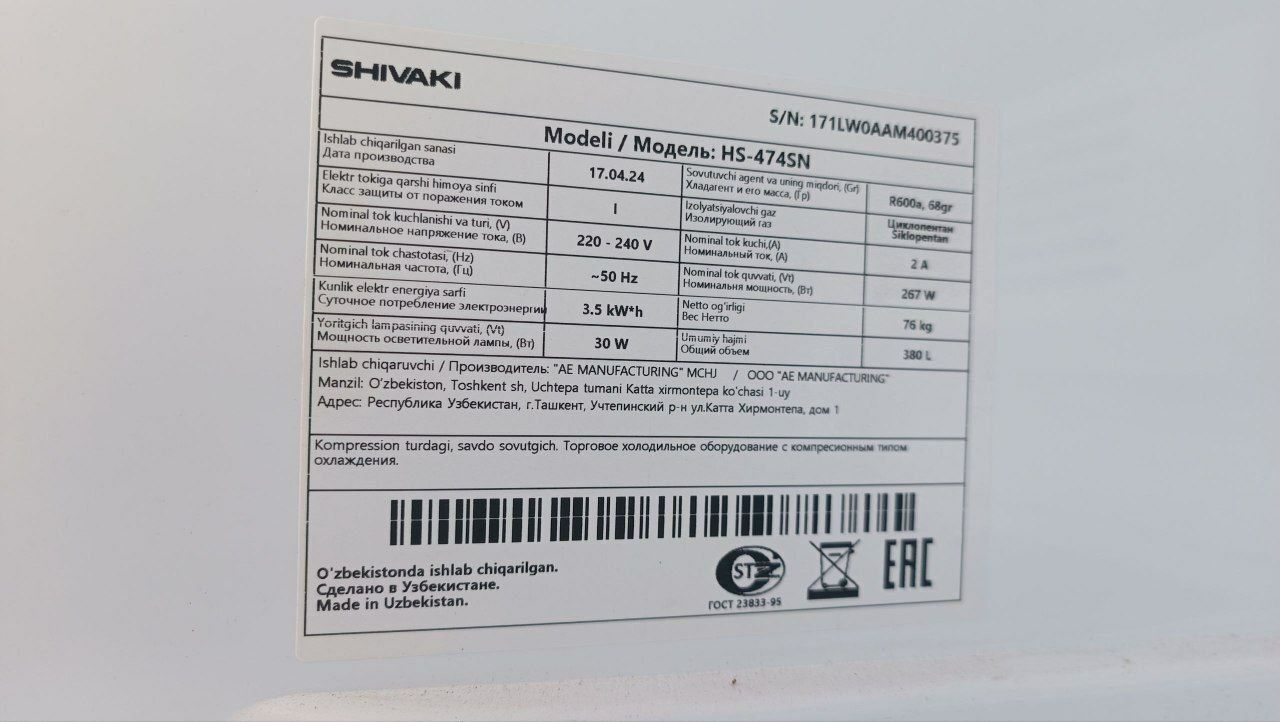 SHIVAKI
S/N: 171LW0AAM400375
Modeli / Модель: HS-474SN
Ishlab chiqarilgan sanasi
Дата производства
17.04.24
Sovutuvchi agent va uning miqdori, (Gr)
Хладагент и его масса, (Гр)
R600a, 68gr
Elektr tokiga qarshi himoya sinfi
Класс защиты от поражения током
I
Izolyatsiyalovchi gaz
Изолирующий газ
Циклопентан
Siklopentan
Nominal tok kuchlanishi va turi, (V)
Номинальное напряжение тока, (В)
220 - 240 V
Nominal tok kuchi,(A)
Номинальный ток, (А)
2 A
Nominal tok chastotasi, (Hz)
Номинальная частота, (Гц)
~50 Hz
Nominal tok quvvati, (Vt)
Номинальня мощность, (Вт)
267 W
Kunlik elektr energiya sarfi
Суточное потребление электроэнергии
3.5 kW*h
Netto og'irligi
Вес Нетто
76 kg
Yoritgich lampasining quvvati, (Vt)
Мощность осветительной лампы, (Вт)
30 W
Umumiy hajmi
Общий объем
380 L
Ishlab chiqaruvchi / Производитель: "AE MANUFACTURING" MCHJ / ООО "AE MANUFACTURING"
Manzil: O'zbekiston, Toshkent sh, Uchtepa tumani Katta xirmontepa ko'chasi 1-uy
Адрес: Республика Узбекистан, г.Ташкент, Учтепинский р-н ул.Катта Хирмонтепа, дом 1
Kompression turdagi, savdo sovutgich. Торговое холодильное оборудование с компресионным типом
охлаждения.
O'zbekistonda ishlab chiqarilgan.
Сделано в Узбекистане.
Made in Uzbekistan.
STZ
ГОСТ 23833-95
EAC